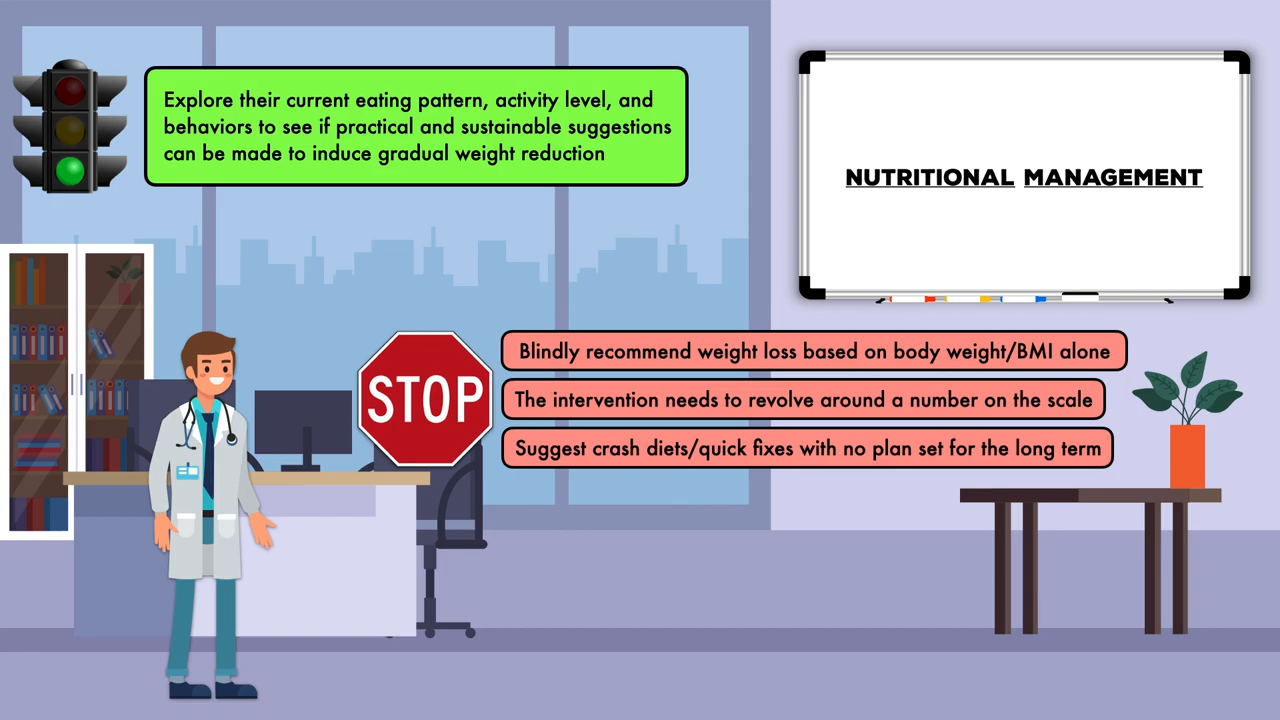 Explore their current eating pattern, activity level, and
behaviors to see if practical and sustainable suggestions
can be made to induce gradual weight reduction
NUTRITIONAL MANAGEMENT
STOP
Blindly recommend weight loss based on body weight/BMI alone
The intervention needs to revolve around a number on the scale
Suggest crash diets/quick fixes with no plan set for the long term